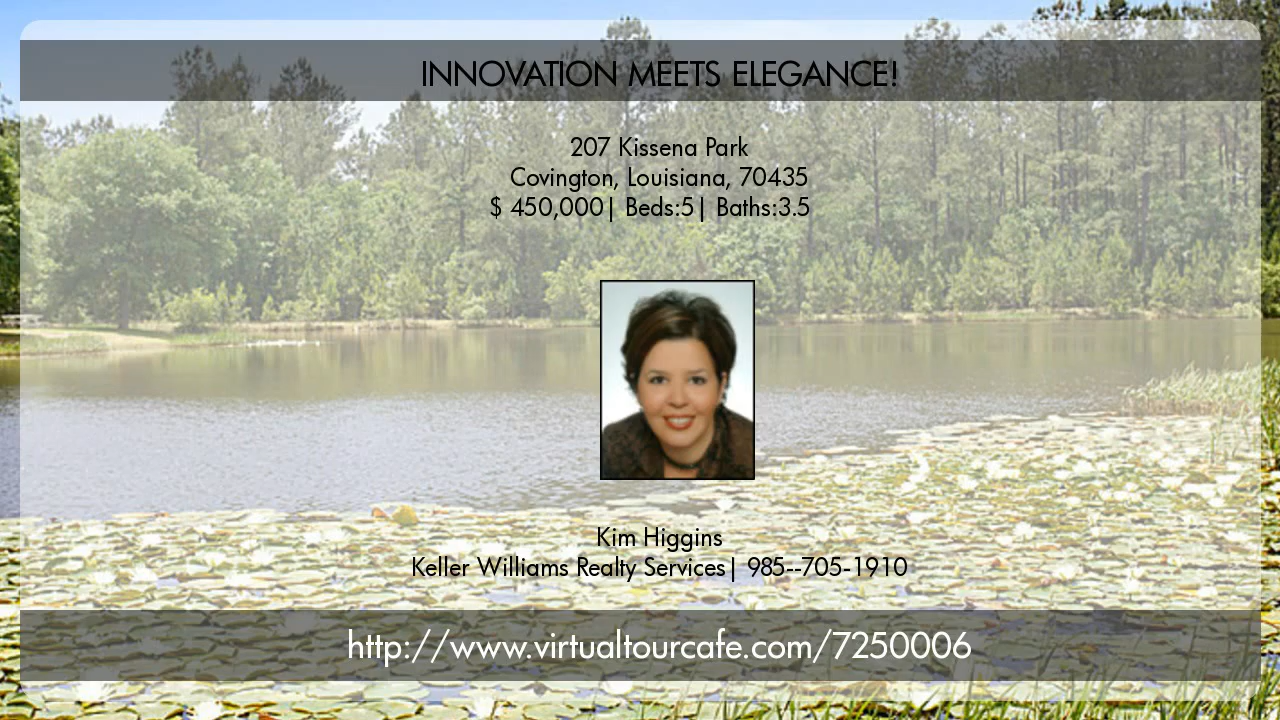 INNOVATION MEETS ELEGANCE!
207 Kissena Park
Covington, Louisiana, 70435
$ 450,000| Beds:5| Baths:3.5
Kim Higgins
Keller Williams Realty Services| 985--705-1910
http://www.virtualtourcafe.com/7250006